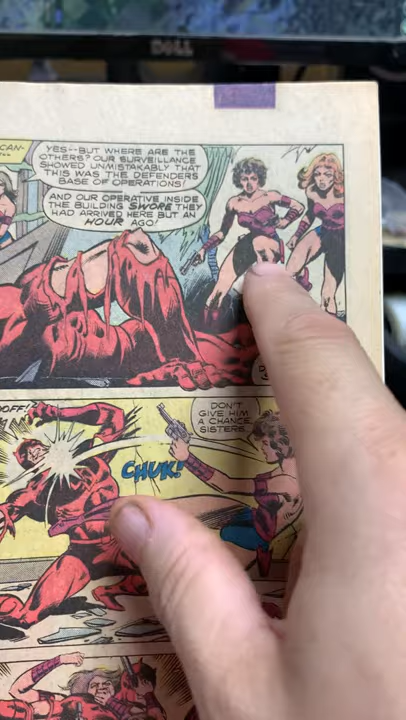 DELL
CAN-
YES--BUT WHERE ARE THE
OTHERS? OUR SURVEILLANCE
SHOWED UNMISTAKABLY THAT
THIS WAS THE DEFENDERS
BASE OF OPERATIONS!
AND OUR OPERATIVE INSIDE
THE BUILDING SWORE THEY
HAD ARRIVED HERE BUT AN
HOUR AGO!
OOFF!
DON'T
GIVE HIM
A CHANCE,
SISTERS--
CHUK!